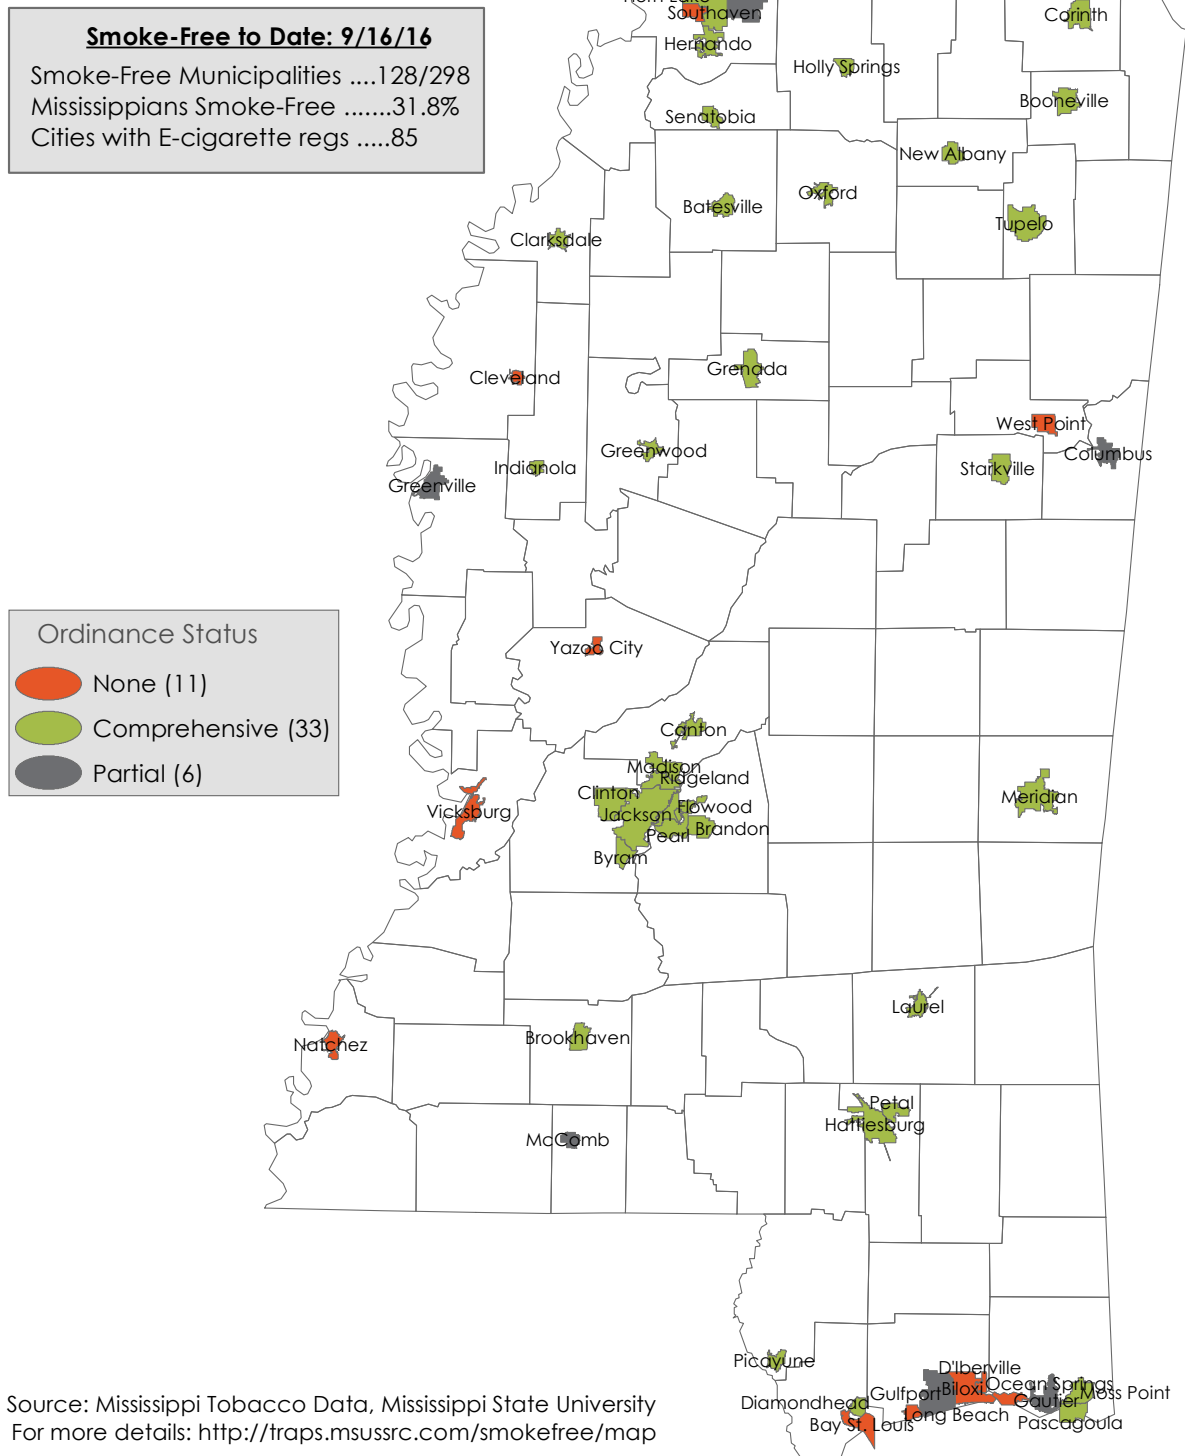 Smoke-Free to Date: 9/16/16
Smoke-Free Municipalities ....128/298
Mississippians Smoke-Free .......31.8%
Cities with E-cigarette regs .....85
Southaven
Corinth
Hernando
Holly Springs
Booneville
Senatobia
New Albany
Oxford
Batesville
Tupelo
Clarksdale
Grenada
Cleveland
West Point
Greenwood
Columbus
Indianola
Starkville
Greenville
Ordinance Status
None (11)
Comprehensive (33)
Partial (6)
Yazoo City
Canton
Madison
Ridgeland
Clinton
Flowood
Jackson
Brandon
Pearl
Byram
Vicksburg
Meridian
Laurel
Brookhaven
Natchez
Petal
Hattiesburg
McComb
Picayune
D'Iberville
Ocean Springs
Biloxi
Gulfport
Moss Point
Gautier
Diamondhead
Long Beach
Bay St. Louis
Pascagoula
Source: Mississippi Tobacco Data, Mississippi State University
For more details: http://traps.msussrc.com/smokefree/map